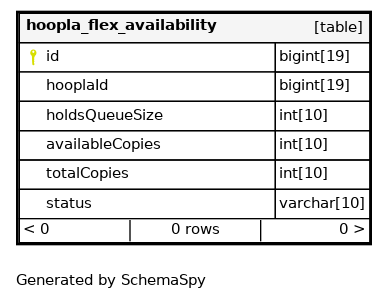 hoopla_flex_availability [table]
id bigint[19]
hooplaId bigint[19]
holdsQueueSize int[10]
availableCopies int[10]
totalCopies int[10]
status varchar[10]
< 0 0 rows 0 >
Generated by SchemaSpy